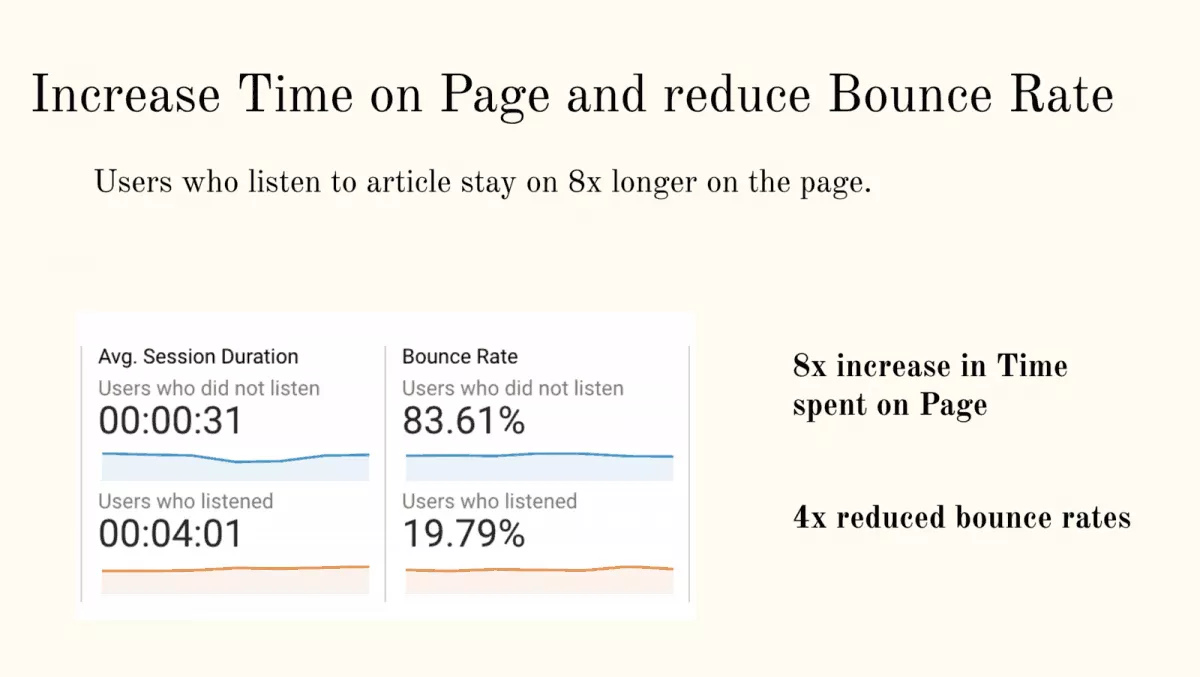 Increase Time on Page and reduce Bounce Rate
Users who listen to article stay on 8x longer on the page.
Avg. Session Duration
Users who did not listen
00:00:31
Users who listened
00:04:01
Bounce Rate
Users who did not listen
83.61%
Users who listened
19.79%
8x increase in Time
spent on Page
4x reduced bounce rates